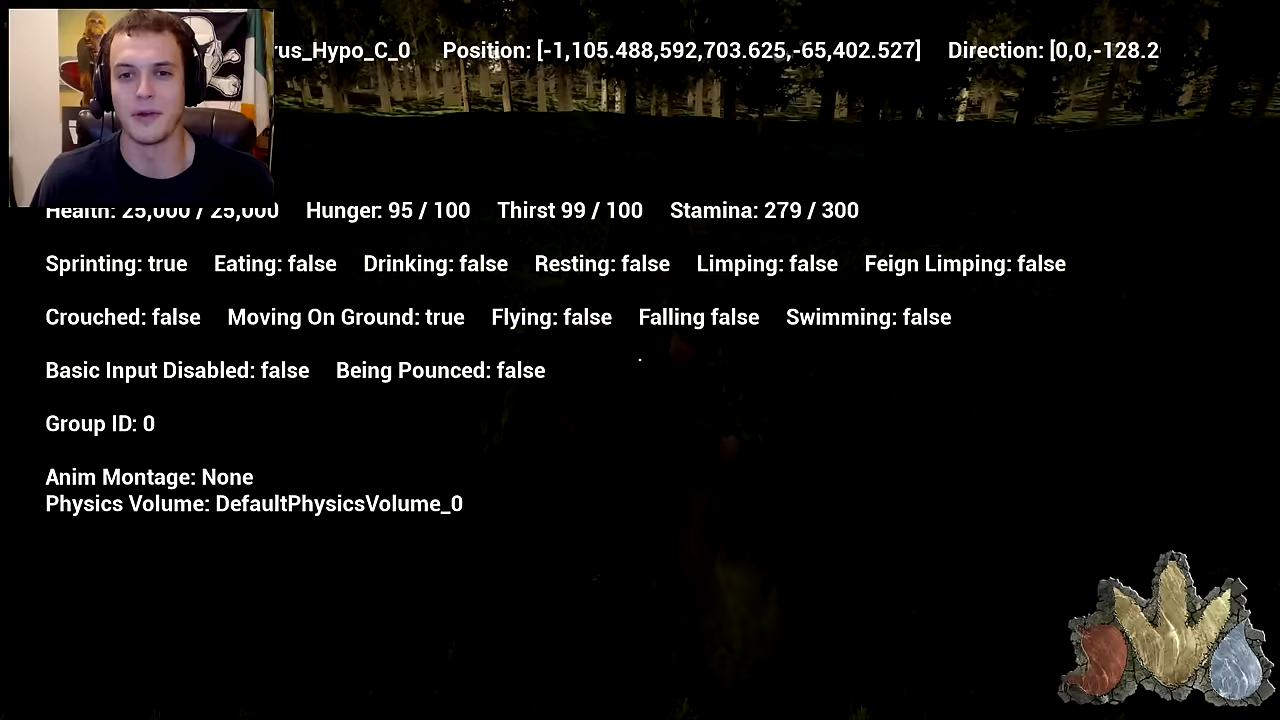 rus_Hypo_C_0 Position: [-1,105.488,592,703.625,-65,402.527] Direction: [0,0,-128.2
Health: 25,000 / 25,000 Hunger: 95 / 100 Thirst 99 / 100 Stamina: 279 / 300
Sprinting: true Eating: false Drinking: false Resting: false Limping: false Feign Limping: false
Crouched: false Moving On Ground: true Flying: false Falling false Swimming: false
Basic Input Disabled: false Being Pounced: false
Group ID: 0
Anim Montage: None
Physics Volume: DefaultPhysicsVolume_0